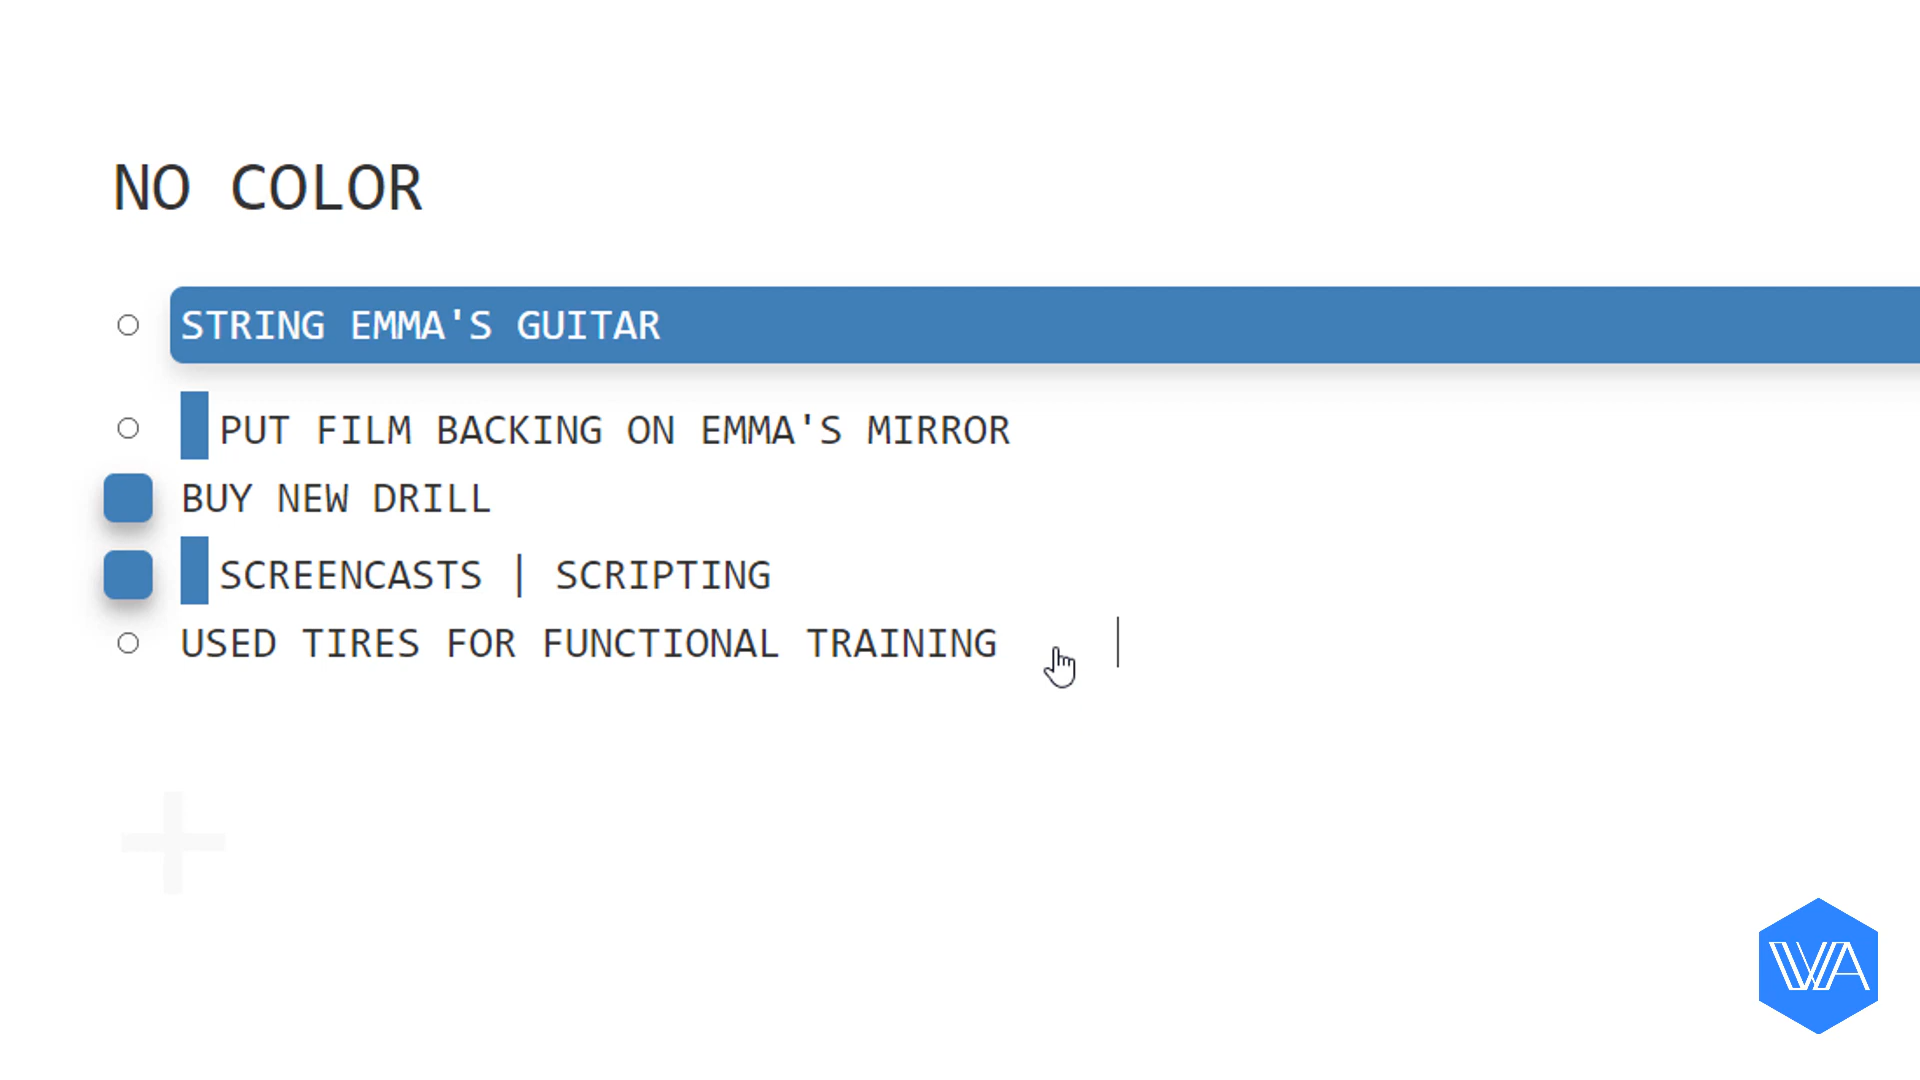 NO COLOR
STRING EMMA'S GUITAR
PUT FILM BACKING ON EMMA'S MIRROR
BUY NEW DRILL
SCREENCASTS | SCRIPTING
USED TIRES FOR FUNCTIONAL TRAINING
WA